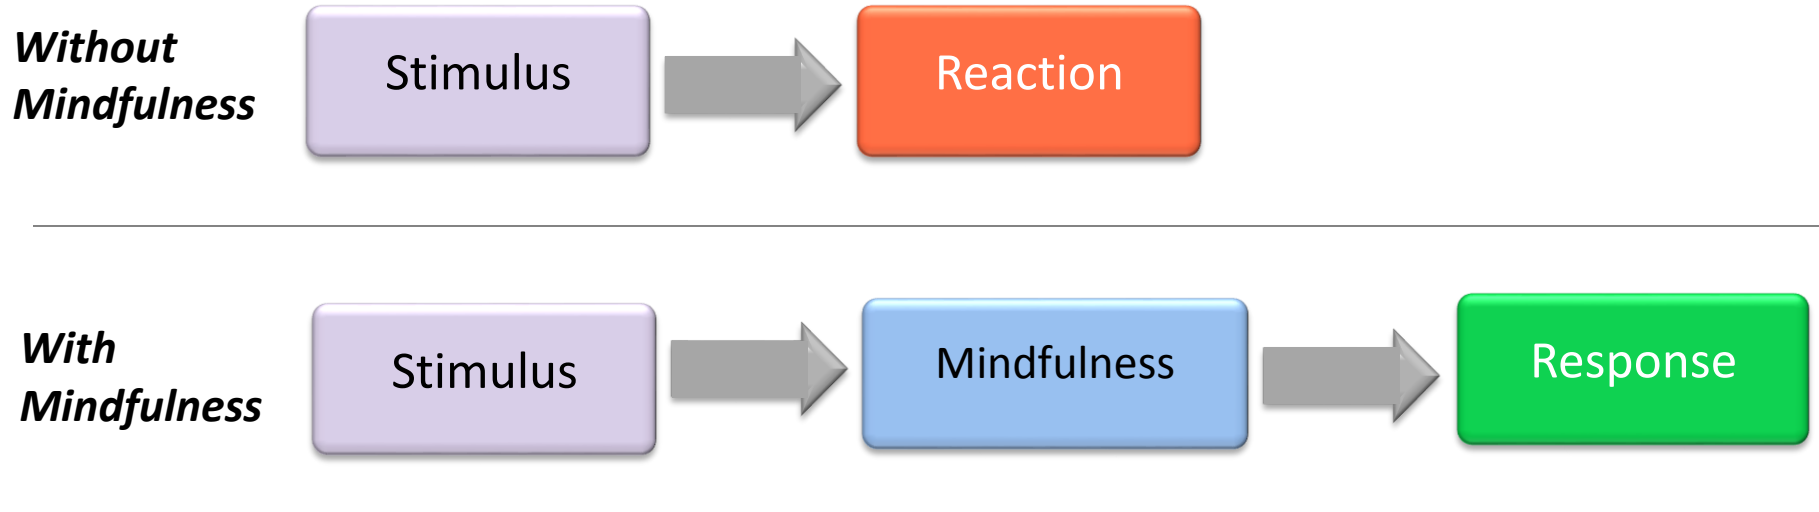 Without
Mindfulness
Stimulus
Reaction
With
Mindfulness
Stimulus
Mindfulness
Response